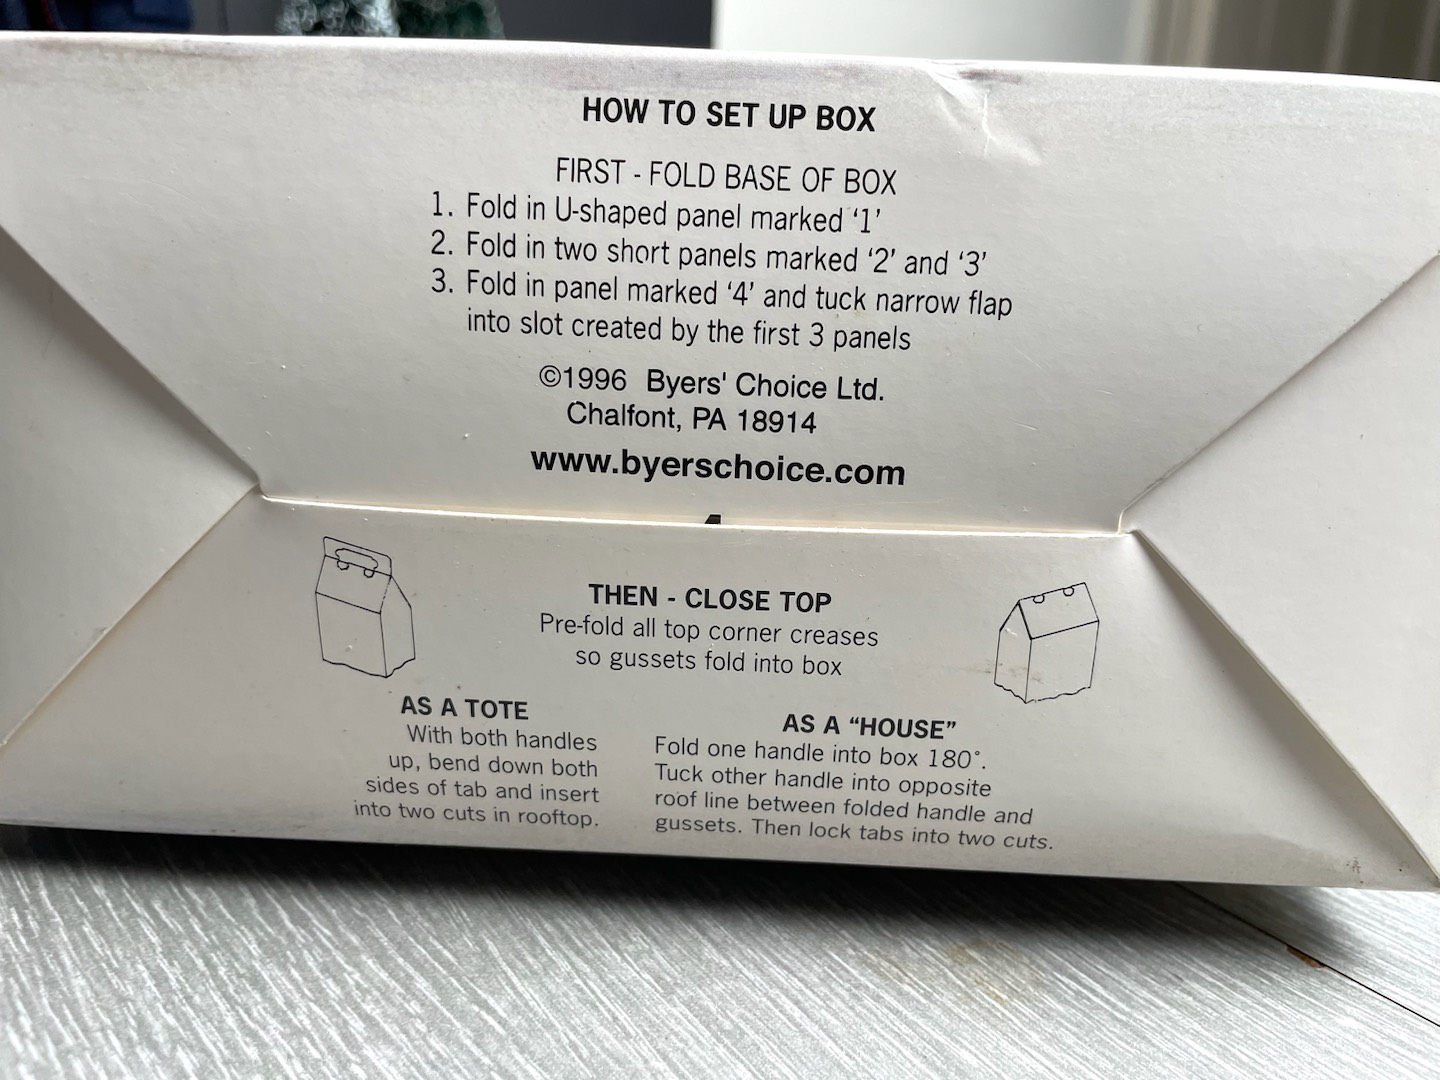 HOW TO SET UP BOX
FIRST - FOLD BASE OF BOX
1. Fold in U-shaped panel marked ‘1’
2. Fold in two short panels marked ‘2’ and ‘3’
3. Fold in panel marked ‘4’ and tuck narrow flap
into slot created by the first 3 panels
©1996 Byers' Choice Ltd.
Chalfont, PA 18914
www.byerschoice.com
THEN - CLOSE TOP
Pre-fold all top corner creases
so gussets fold into box
AS A TOTE
With both handles
up, bend down both
sides of tab and insert
into two cuts in rooftop.
AS A “HOUSE”
Fold one handle into box 180°.
Tuck other handle into opposite
roof line between folded handle and
gussets. Then lock tabs into two cuts.